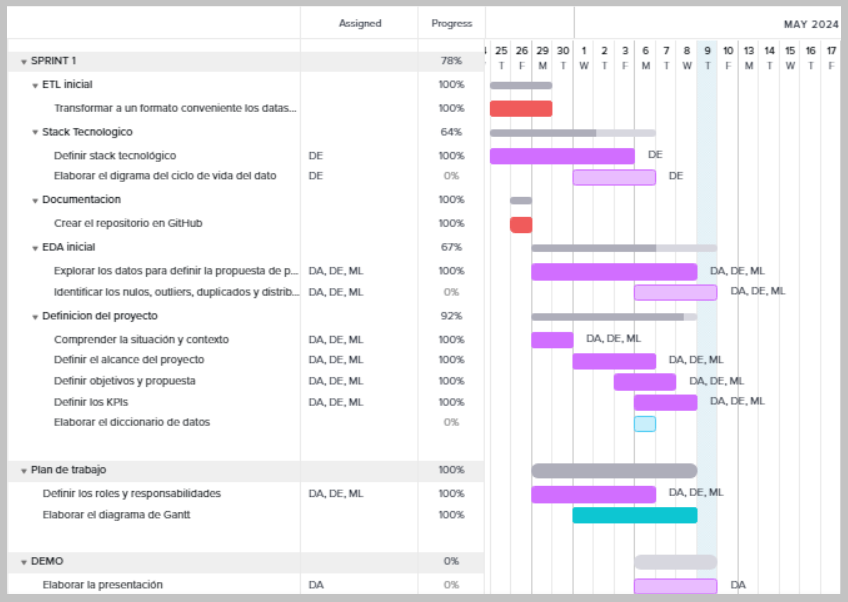 Assigned Progress MAY 2024
25 26 29 30 1 2 3 6 7 8 9 10 13 14 15 16 17
T F M T W T F M T W T F M T W T F
SPRINT 1 78%
ETL inicial 100%
Transformar a un formato conveniente los datas... 100%
Stack Tecnologico 64%
Definir stack tecnológico DE 100% DE
Elaborar el digrama del ciclo de vida del dato DE 0% DE
Documentacion 100%
Crear el repositorio en GitHub 100%
EDA inicial 67%
Explorar los datos para definir la propuesta de p... DA, DE, ML 100% DA, DE, ML
Identificar los nulos, outliers, duplicados y distrib... DA, DE, ML 0% DA, DE, ML
Definicion del proyecto 92%
Comprender la situación y contexto DA, DE, ML 100% DA, DE, ML
Definir el alcance del proyecto DA, DE, ML 100% DA, DE, ML
Definir objetivos y propuesta DA, DE, ML 100% DA, DE, ML
Definir los KPIs DA, DE, ML 100% DA, DE, ML
Elaborar el diccionario de datos 0%
Plan de trabajo 100%
Definir los roles y responsabilidades DA, DE, ML 100% DA, DE, ML
Elaborar el diagrama de Gantt 100%
DEMO 0%
Elaborar la presentación DA 0% DA